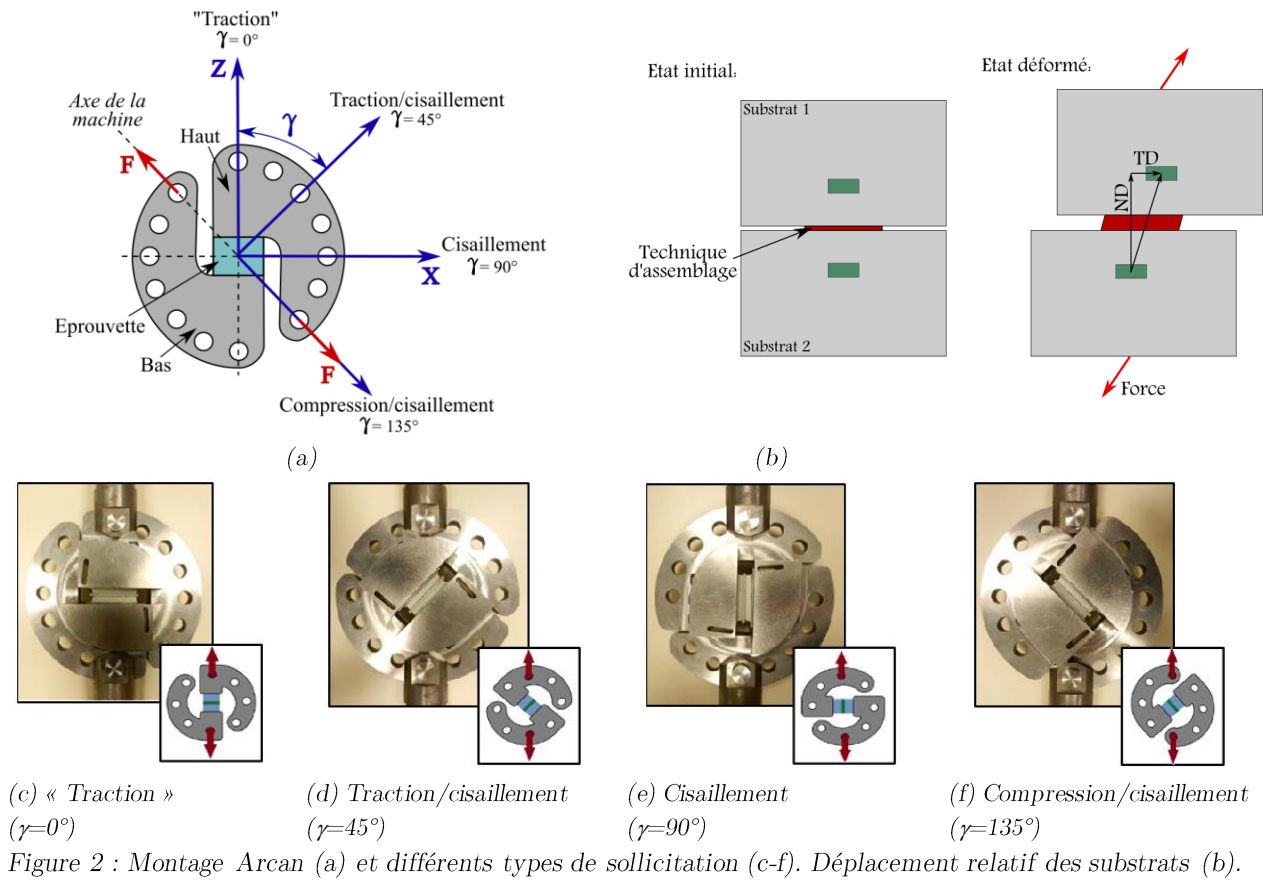 "Traction"
γ= 0°
Z
Axe de la
machine
Traction/cisaillement
γ= 45°
γ
Haut
F
Cisaillement
γ= 90°
X
Eprouvette
Bas
F
Compression/cisaillement
γ= 135°
(a)
Etat initial:
Substrat 1
Technique
d'assemblage
Substrat 2
Etat déformé:
TD
ND
Force
(b)
(c) « Traction »
(γ=0°)
(d) Traction/cisaillement
(γ=45°)
(e) Cisaillement
(γ=90°)
(f) Compression/cisaillement
(γ=135°)
Figure 2 : Montage Arcan (a) et différents types de sollicitation (c-f). Déplacement relatif des substrats (b).